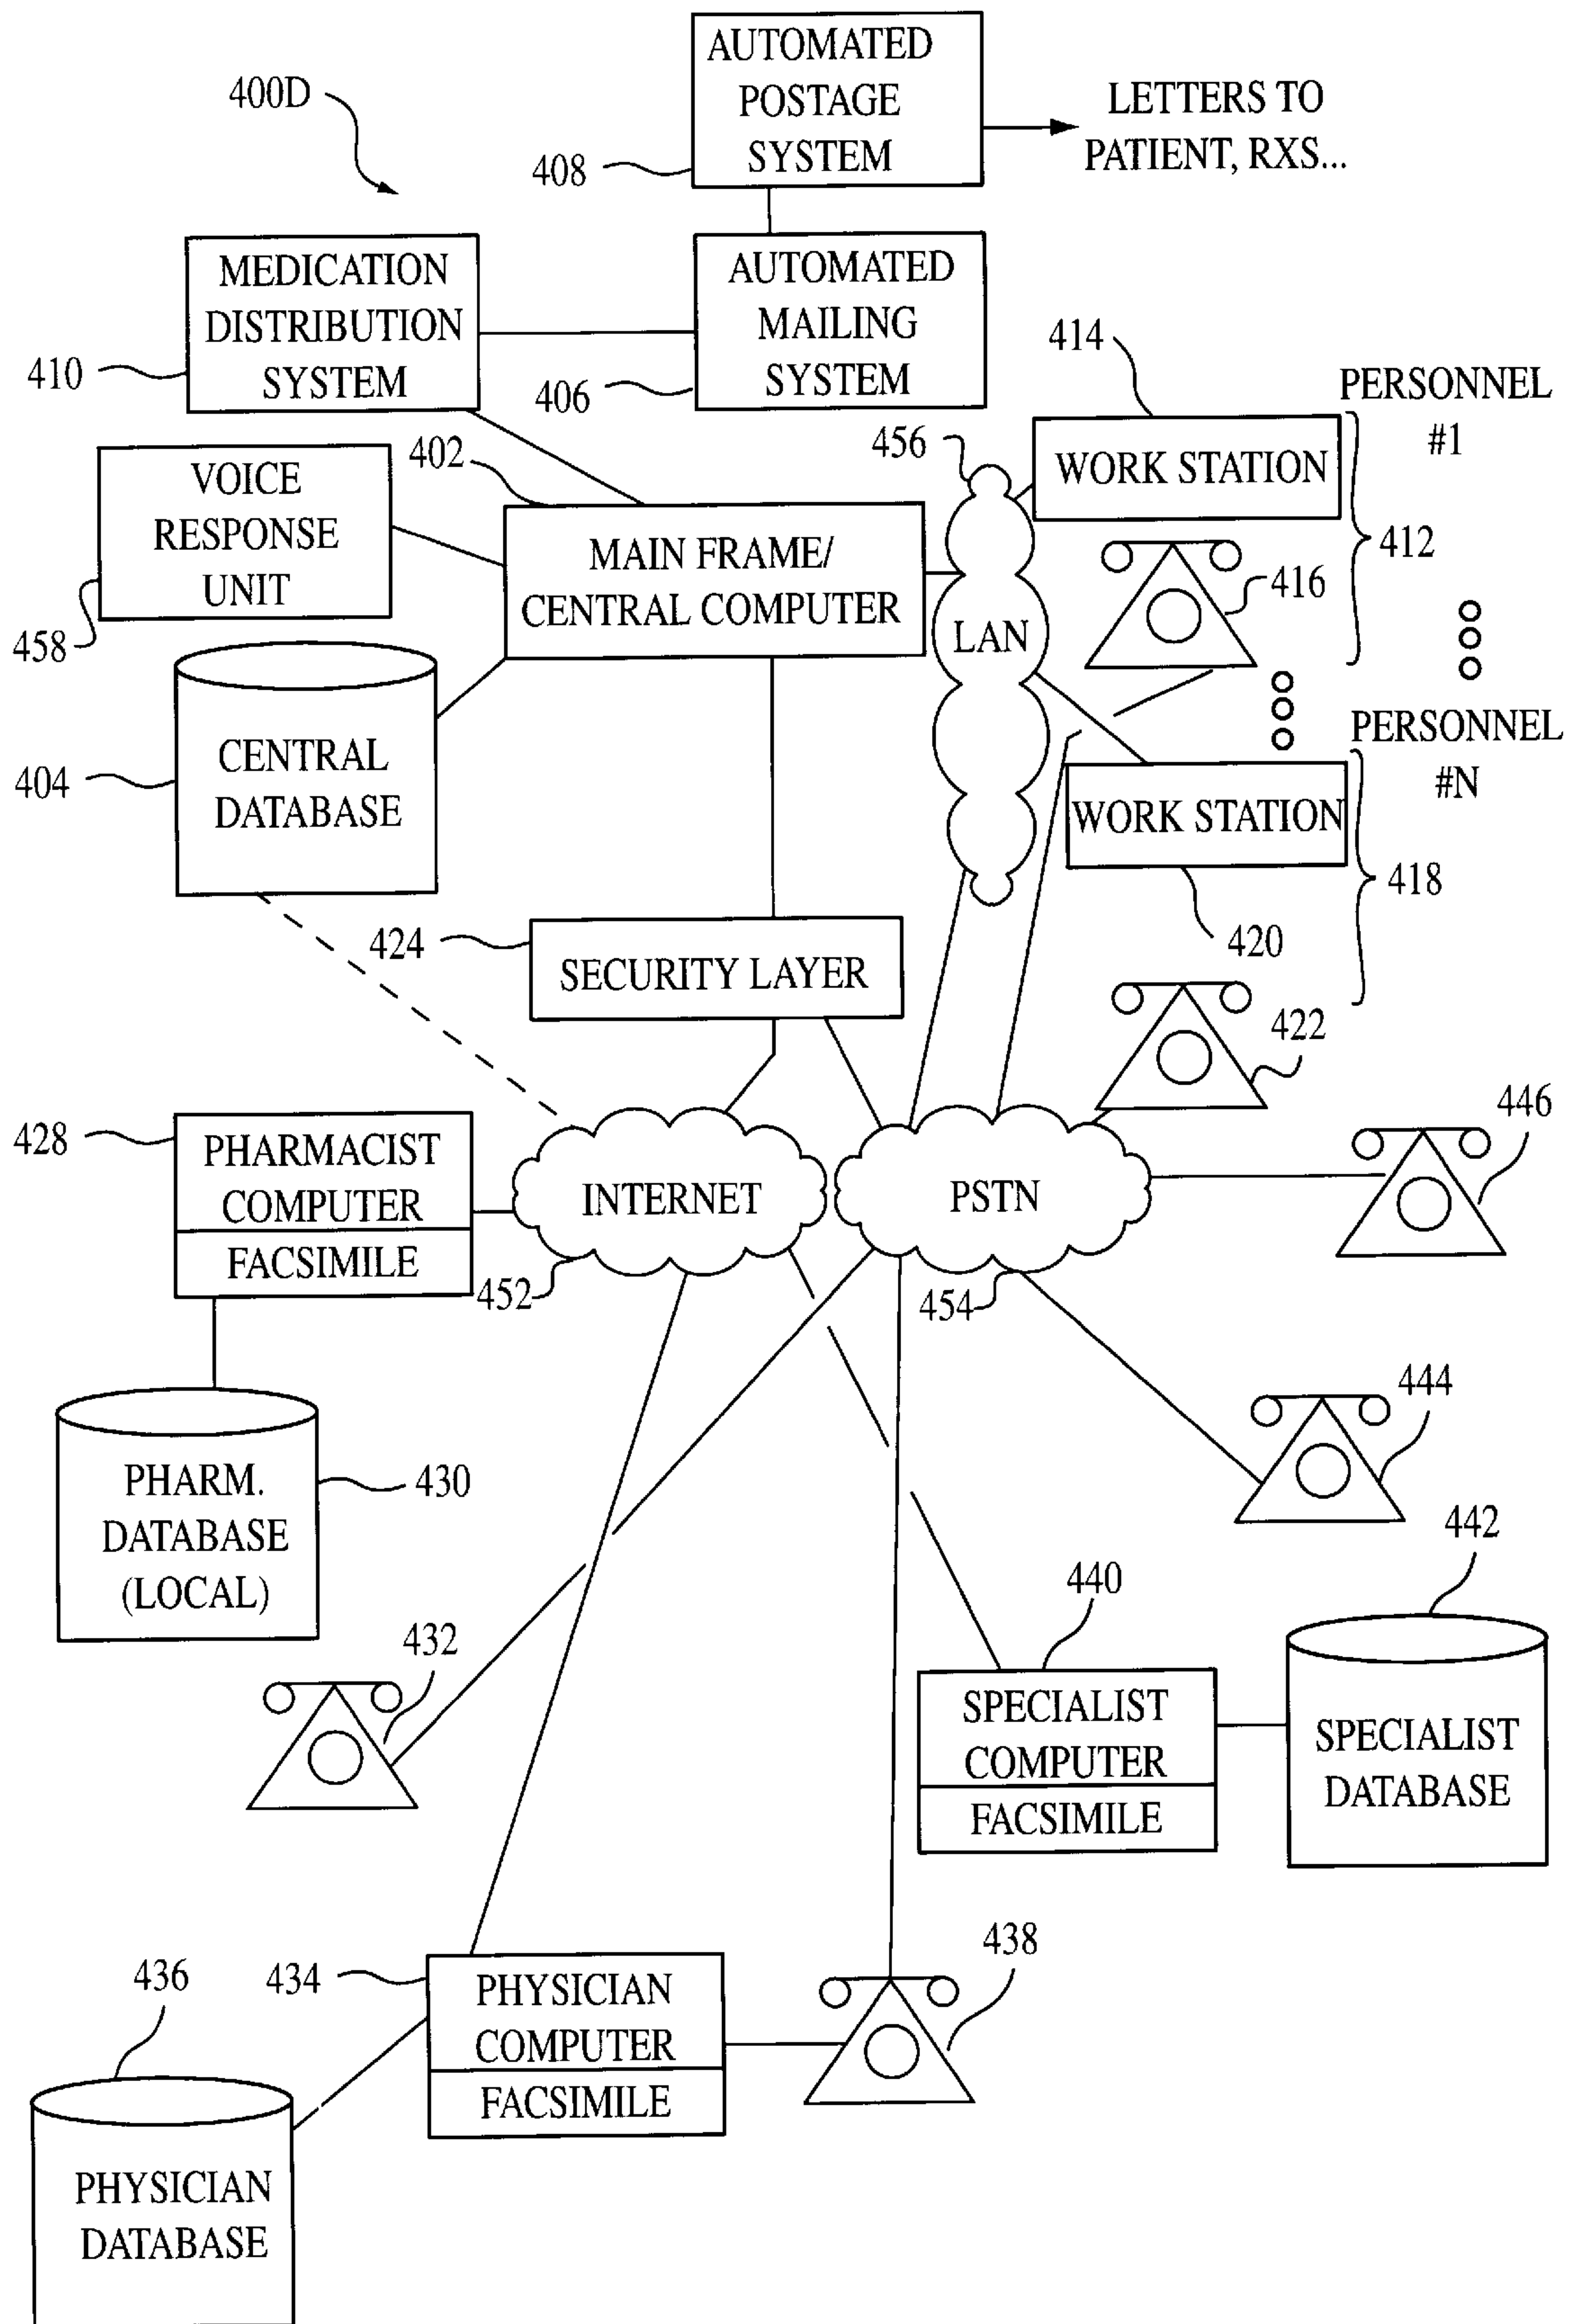 400D
AUTOMATED
POSTAGE
SYSTEM
408
LETTERS TO
PATIENT, RXS...
MEDICATION
DISTRIBUTION
SYSTEM
410
AUTOMATED
MAILING
SYSTEM
406
414
WORK STATION
PERSONNEL
#1
412
416
VOICE
RESPONSE
UNIT
458
402
MAIN FRAME/
CENTRAL COMPUTER
456
LAN
PERSONNEL
#N
WORK STATION
418
420
422
CENTRAL
DATABASE
404
424
SECURITY LAYER
428
PHARMACIST
COMPUTER
FACSIMILE
INTERNET
452
PSTN
454
446
PHARM.
DATABASE
(LOCAL)
430
444
442
432
440
SPECIALIST
COMPUTER
FACSIMILE
SPECIALIST
DATABASE
436
434
PHYSICIAN
COMPUTER
FACSIMILE
438
PHYSICIAN
DATABASE